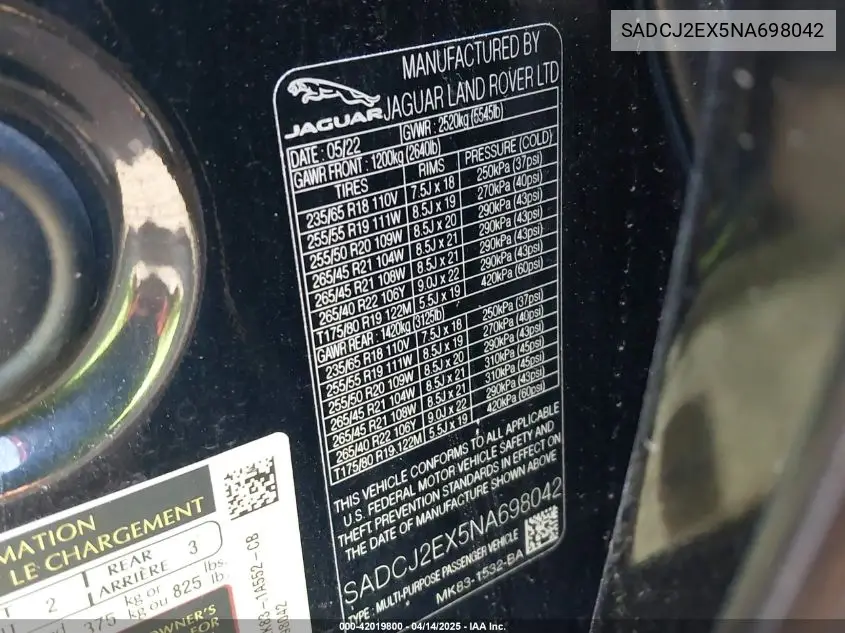 SADCJ2EX5NA698042
MANUFACTURED BY
JAGUAR LAND ROVER LTD
JAGUAR
DATE : 05/22
GVWR : 2520kg (5545lb)
GAWR FRONT : 1200kg (2640lb)
TIRES RIMS PRESSURE (COLD)
235/65 R18 110V 7.5J x 18 250kPa (37psi)
255/55 R19 111W 8.5J x 19 270kPa (40psi)
255/50 R20 109W 8.5J x 20 290kPa (43psi)
265/45 R21 104W 8.5J x 21 290kPa (43psi)
265/45 R21 108W 8.5J x 21 290kPa (43psi)
265/40 R22 106Y 9.0J x 22 290kPa (43psi)
T175/80 R19 122M 5.5J x 19 420kPa (60psi)
GAWR REAR : 1420kg (3125lb)
235/65 R18 110V 7.5J x 18 250kPa (37psi)
255/55 R19 111W 8.5J x 19 270kPa (40psi)
255/50 R20 109W 8.5J x 20 290kPa (43psi)
265/45 R21 104W 8.5J x 21 310kPa (45psi)
265/45 R21 108W 8.5J x 21 310kPa (45psi)
265/40 R22 106Y 9.0J x 22 290kPa (43psi)
T175/80 R19 122M 5.5J x 19 420kPa (60psi)
THIS VEHICLE CONFORMS TO ALL APPLICABLE
U.S. FEDERAL MOTOR VEHICLE SAFETY AND
THEFT PREVENTION STANDARDS IN EFFECT ON
THE DATE OF MANUFACTURE SHOWN ABOVE
SADCJ2EX5NA698042
TYPE : MULTI-PURPOSE PASSENGER VEHICLE
MK83-1532-BA
MATION
LE CHARGEMENT
2
REAR
ARRIÈRE 3
375 kg or
kg ou 825 lbs.
lb.
OWNER'S
FOR
MK83-1A552-CB
98042
000-42019800 - 04/14/2025 - IAA Inc.